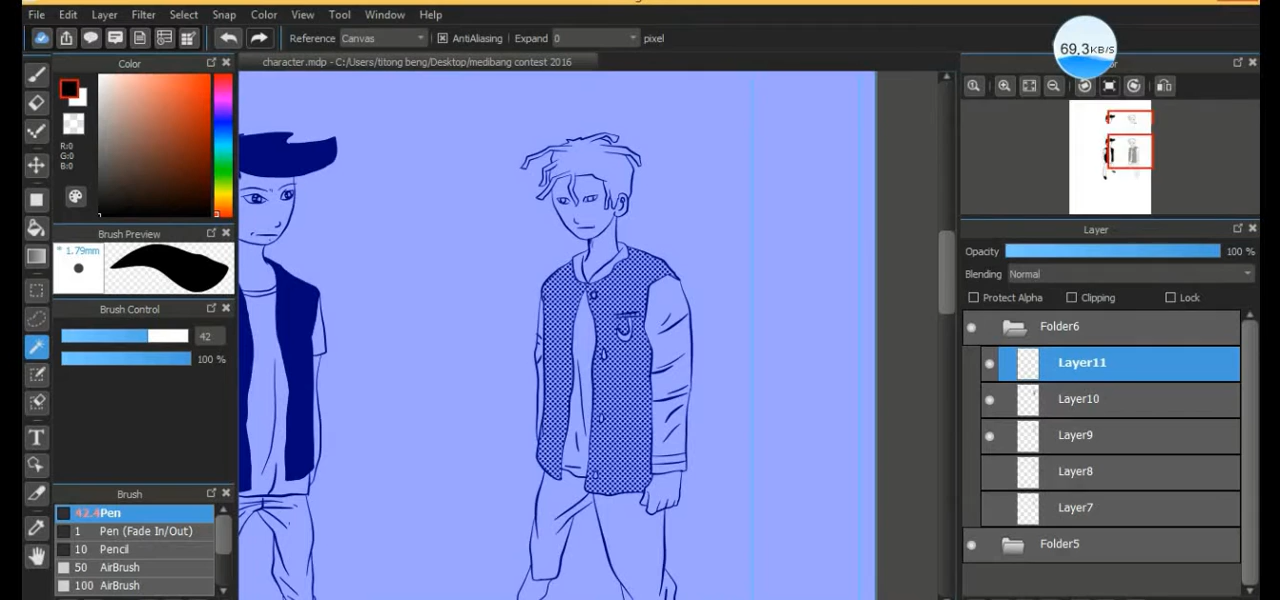 File Edit Layer Filter Select Snap Color View Tool Window Help
Reference Canvas AntiAliasing Expand 0 pixel
69,3KB/S
Color
character.mdp - C:/Users/titong beng/Desktop/medibang contest 2016
R:0
G:0
B:0
Brush Preview
* 1.79mm
Brush Control
42
100 %
Brush
42.4 Pen
1 Pen (Fade In/Out)
10 Pencil
50 AirBrush
100 AirBrush
Layer
Opacity 100 %
Blending Normal
Protect Alpha Clipping Lock
Folder6
Layer11
Layer10
Layer9
Layer8
Layer7
Folder5